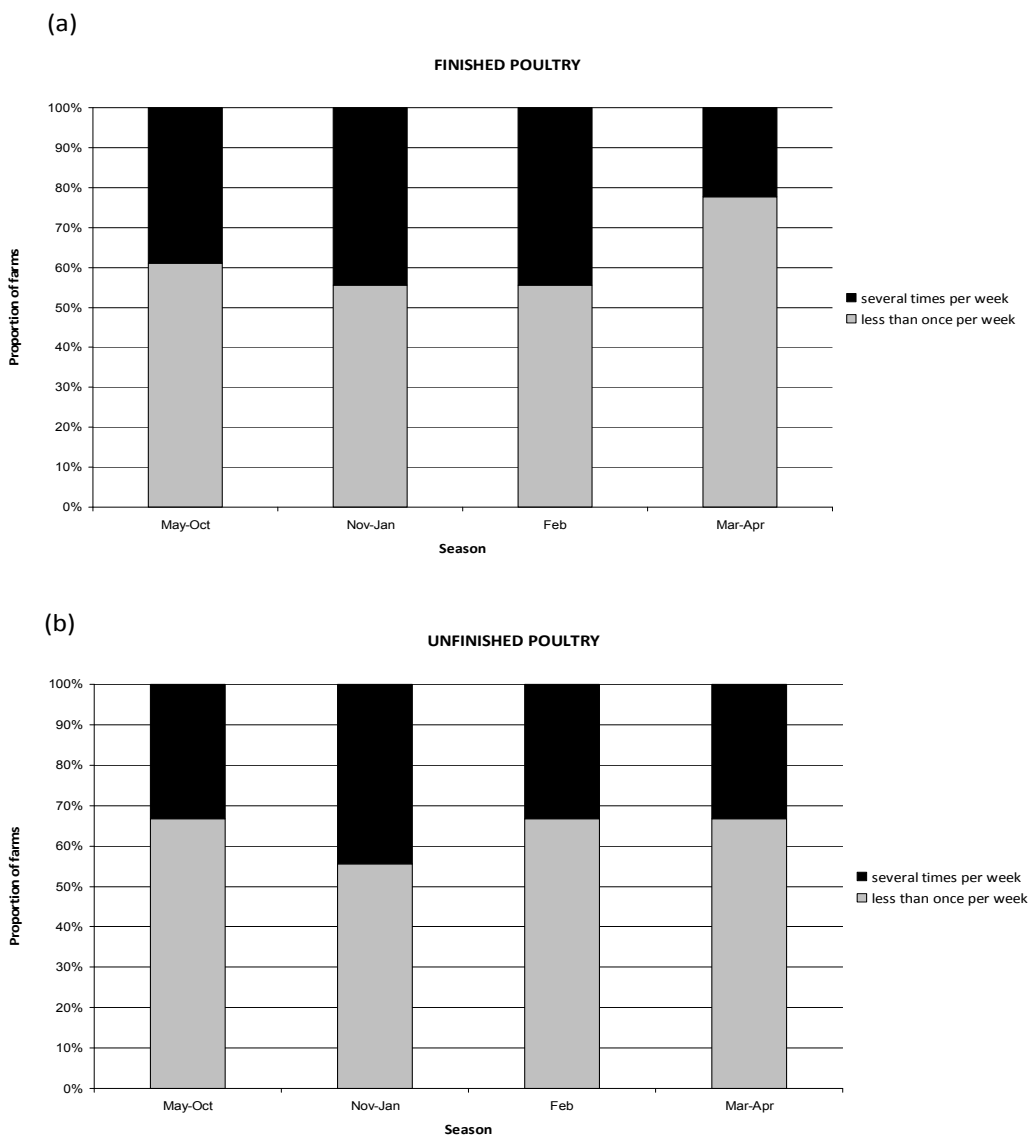 (a)
FINISHED POULTRY
100%
90%
80%
70%
60%
50%
40%
30%
20%
10%
0%
Proportion of farms
May-Oct Nov-Jan Feb Mar-Apr
Season
several times per week
less than once per week
(b)
UNFINISHED POULTRY
100%
90%
80%
70%
60%
50%
40%
30%
20%
10%
0%
Proportion of farms
May-Oct Nov-Jan Feb Mar-Apr
Season
several times per week
less than once per week